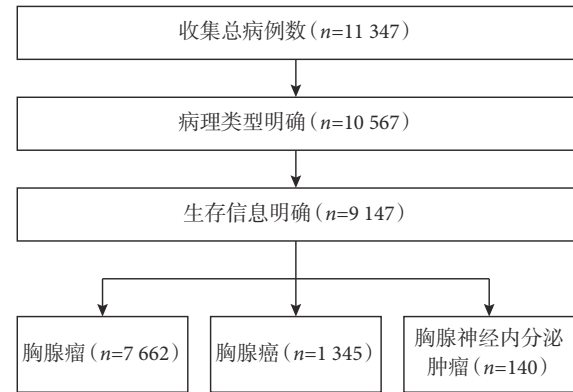 收集总病例数（n=11 347）
病理类型明确（n=10 567）
生存信息明确（n=9 147）
胸腺瘤（n=7 662）
胸腺癌（n=1 345）
胸腺神经内分泌
肿瘤（n=140）